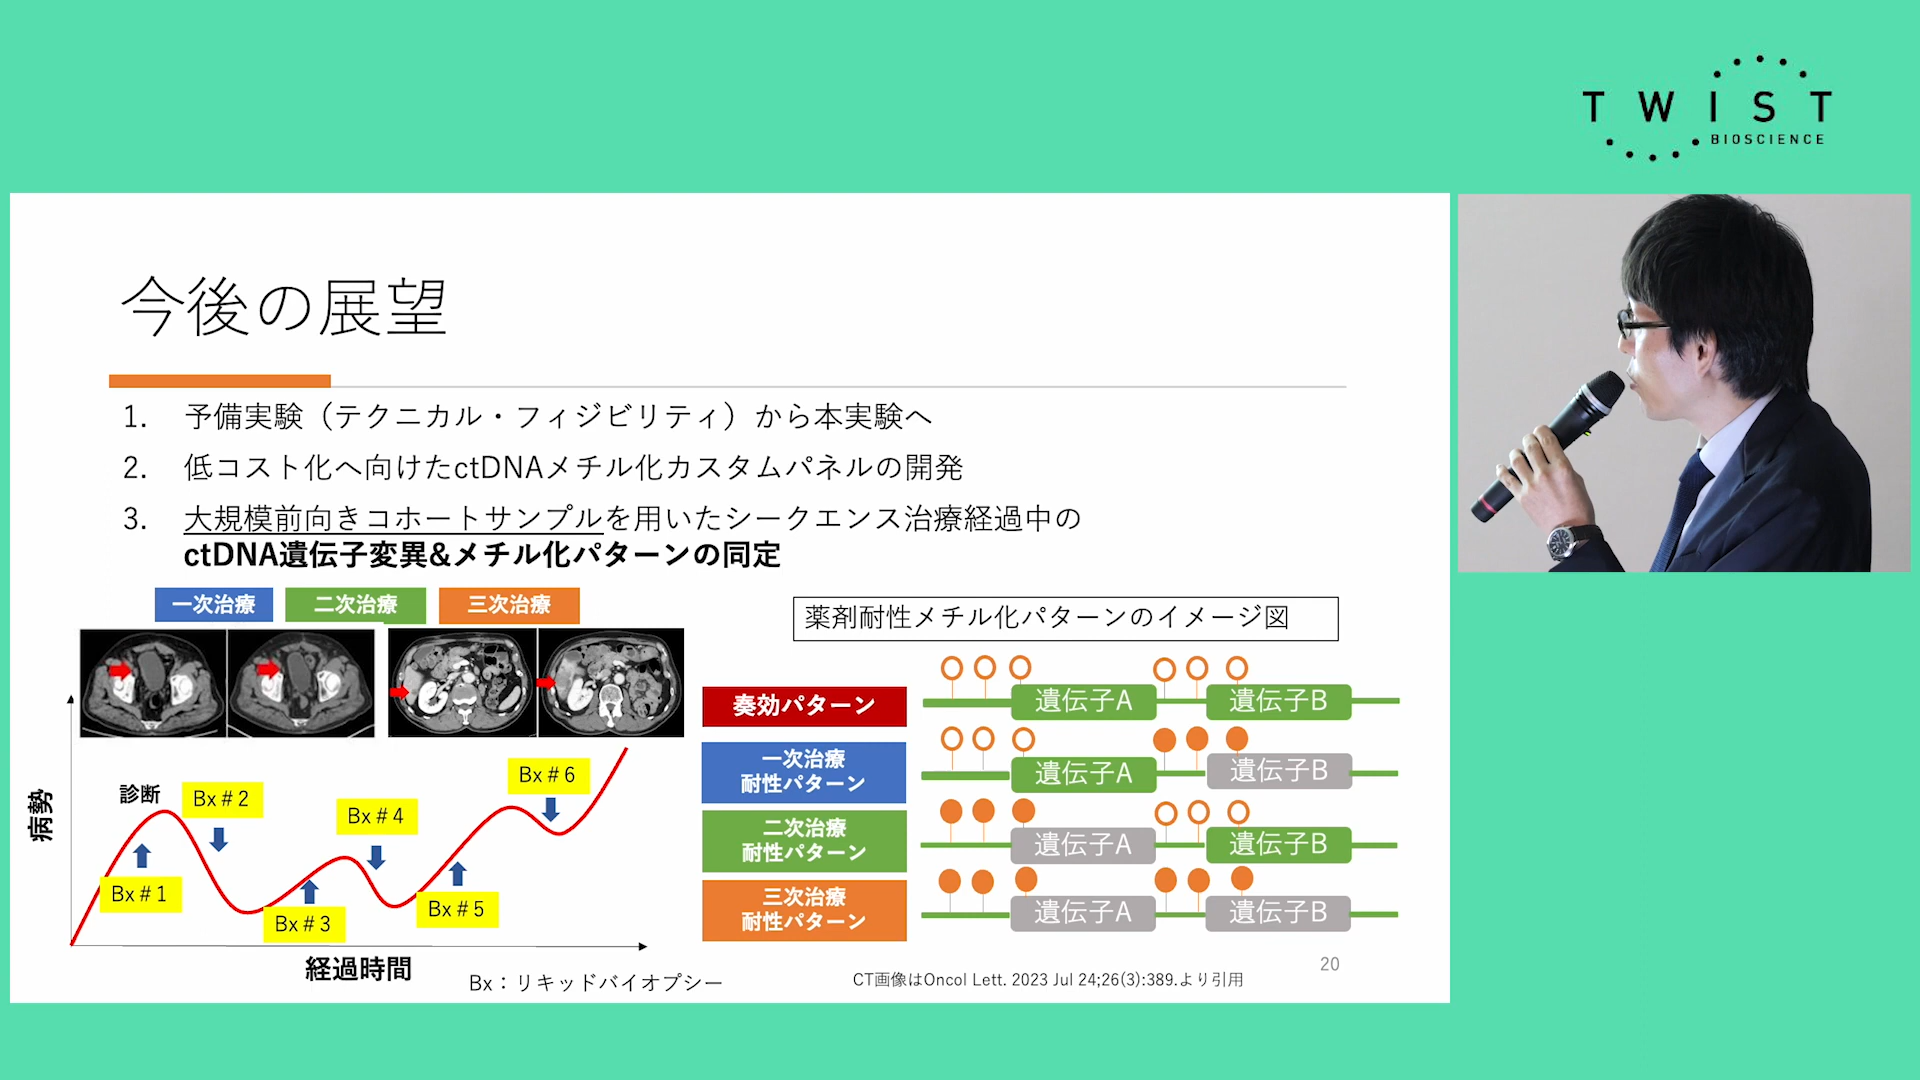 TWIST
BIOSCIENCE
今後の展望
1. 予備実験（テクニカル・フィジビリティ）から本実験へ
2. 低コスト化へ向けたctDNAメチル化カスタムパネルの開発
3. 大規模前向きコホートサンプルを用いたシークエンス治療経過中の
ctDNA遺伝子変異&メチル化パターンの同定
一次治療 二次治療 三次治療
病勢
診断
Bx＃1
Bx＃2
Bx＃3
Bx＃4
Bx＃5
Bx＃6
経過時間
Bx：リキッドバイオプシー
薬剤耐性メチル化パターンのイメージ図
奏効パターン
遺伝子A 遺伝子B
一次治療
耐性パターン
遺伝子A 遺伝子B
二次治療
耐性パターン
遺伝子A 遺伝子B
三次治療
耐性パターン
遺伝子A 遺伝子B
CT画像はOncol Lett. 2023 Jul 24;26(3):389.より引用
20